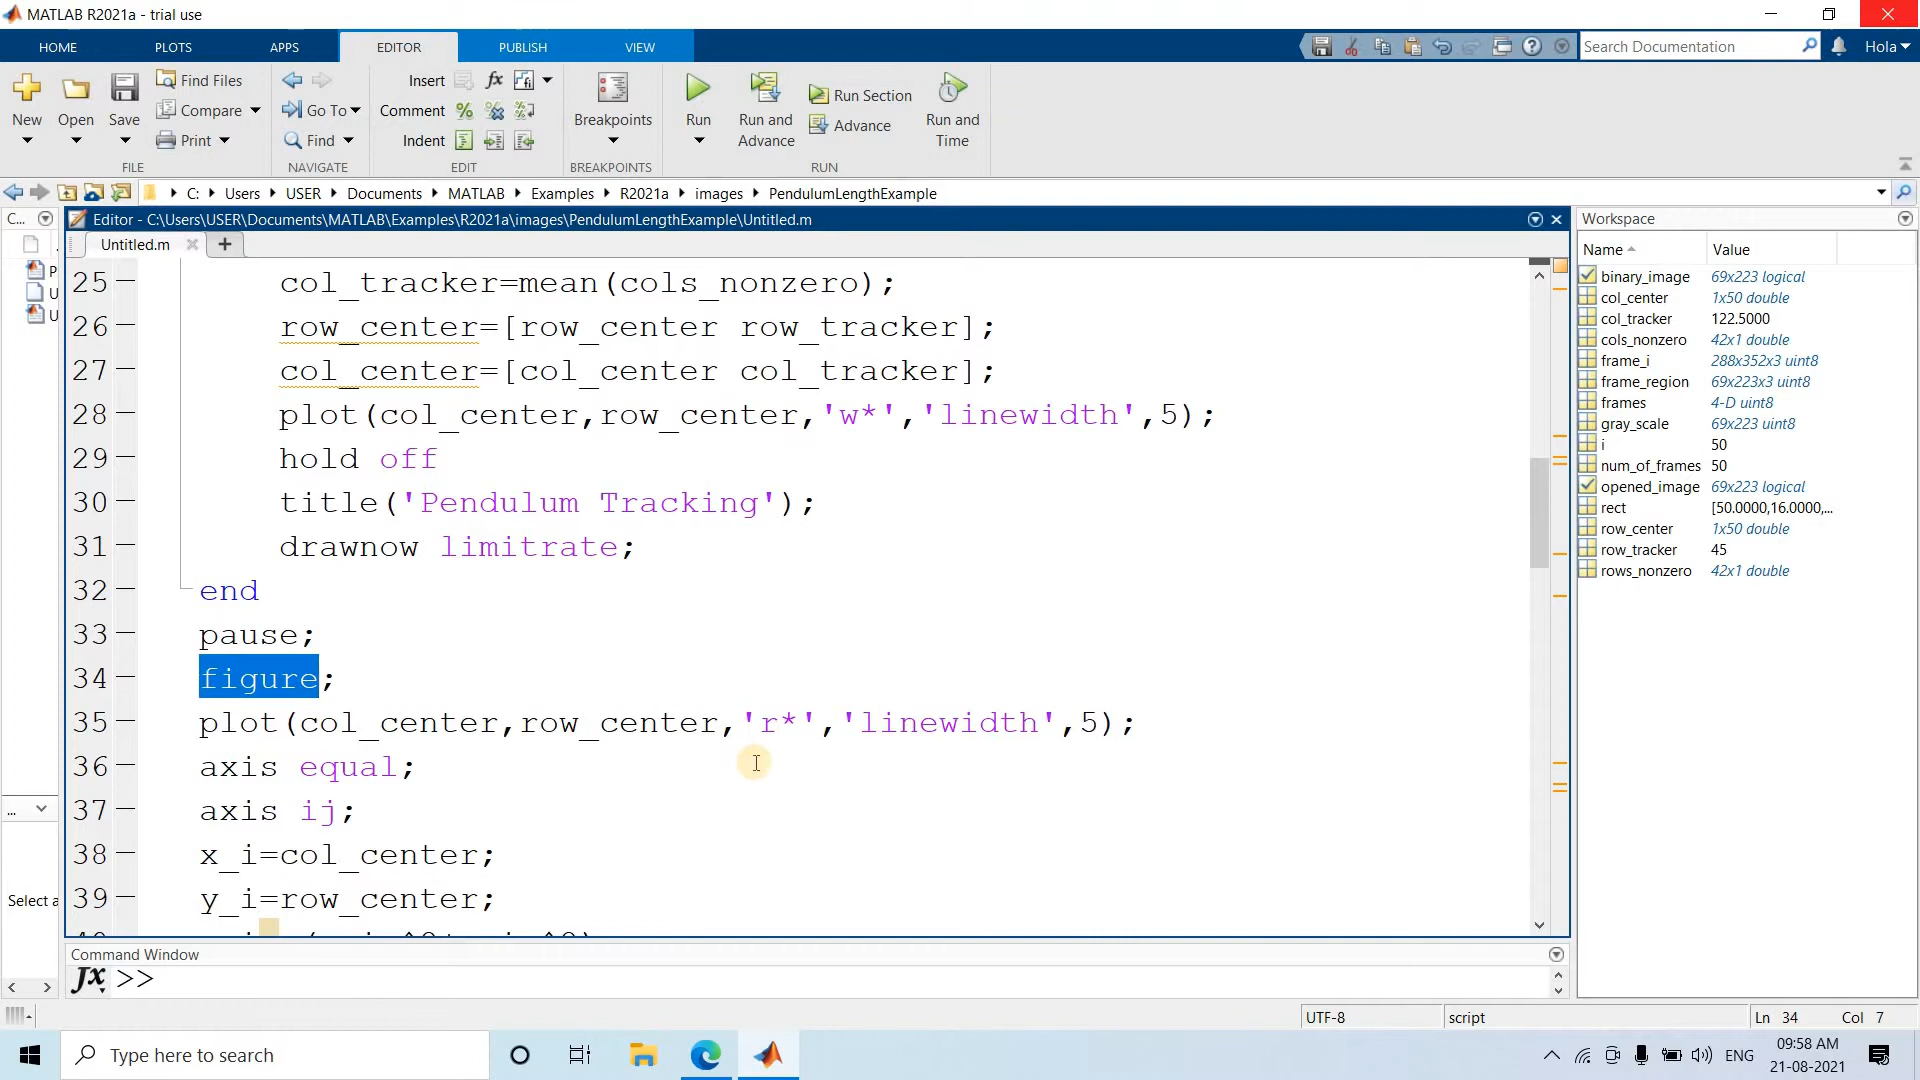 MATLAB R2021a - trial use
HOME PLOTS APPS EDITOR PUBLISH VIEW
Search Documentation
Hola
New Open Save
Find Files
Compare
Print
FILE
Go To
Find
NAVIGATE
Insert
Comment
Indent
EDIT
Breakpoints
BREAKPOINTS
Run
Run and Advance
Run Section
Advance
Run and Time
RUN
C: Users USER Documents MATLAB Examples R2021a images PendulumLengthExample
C...
Editor - C:\Users\USER\Documents\MATLAB\Examples\R2021a\images\PendulumLengthExample\Untitled.m
Untitled.m
P
U
U
25 col_tracker=mean(cols_nonzero);
26 row_center=[row_center row_tracker];
27 col_center=[col_center col_tracker];
28 plot(col_center,row_center,'w*','linewidth',5);
29 hold off
30 title('Pendulum Tracking');
31 drawnow limitrate;
32 end
33 pause;
34 figure;
35 plot(col_center,row_center,'r*','linewidth',5);
36 axis equal;
37 axis ij;
38 x_i=col_center;
39 y_i=row_center;
...
Select a
Command Window
fx >>
Workspace
Name Value
binary_image 69x223 logical
col_center 1x50 double
col_tracker 122.5000
cols_nonzero 42x1 double
frame_i 288x352x3 uint8
frame_region 69x223x3 uint8
frames 4-D uint8
gray_scale 69x223 uint8
i 50
num_of_frames 50
opened_image 69x223 logical
rect [50.0000,16.0000,...
row_center 1x50 double
row_tracker 45
rows_nonzero 42x1 double
UTF-8 script Ln 34 Col 7
Type here to search
ENG
09:58 AM
21-08-2021